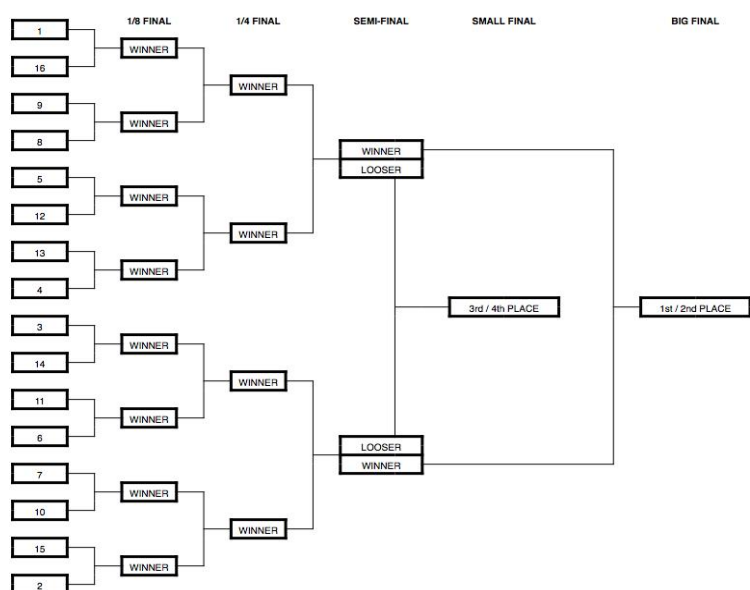 1/8 FINAL 1/4 FINAL SEMI-FINAL SMALL FINAL BIG FINAL
1
WINNER
16
WINNER
9
WINNER
8
WINNER
LOOSER
5
WINNER
12
WINNER
13
WINNER
4
3rd / 4th PLACE 1st / 2nd PLACE
3
WINNER
14
WINNER
11
WINNER
6
LOOSER
WINNER
7
WINNER
10
WINNER
15
WINNER
2